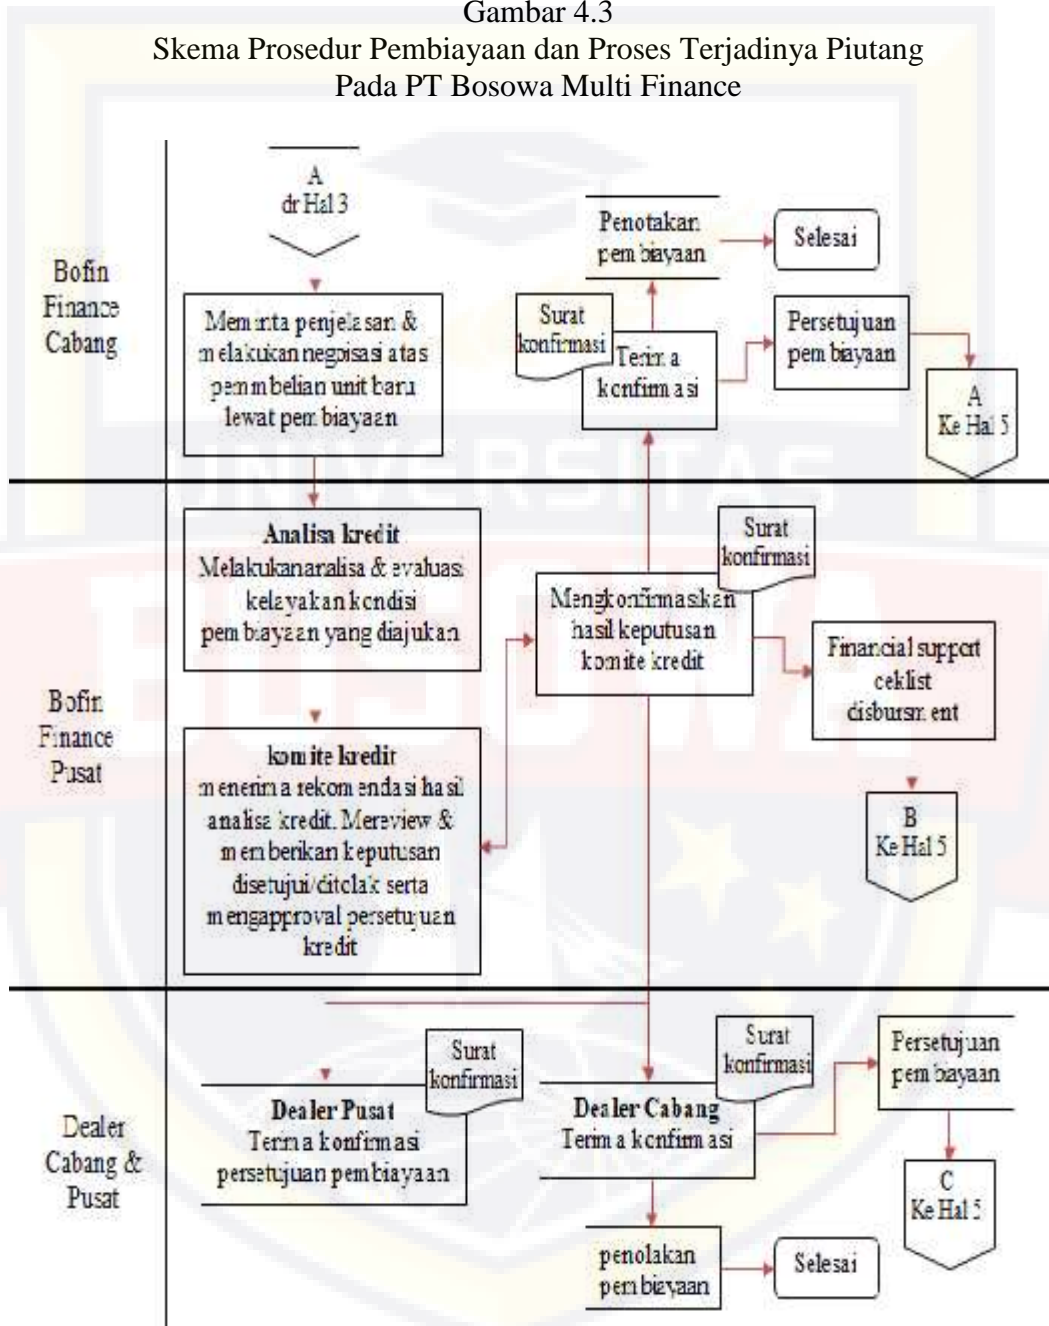 Gambar 4.3
Skema Prosedur Pembiayaan dan Proses Terjadinya Piutang
Pada PT Bosowa Multi Finance
Bofin
Finance
Cabang
A
dr Hal 3
Meminta penjelasan &
melakukan negoisasi atas
pemmbelian unit baru
lewat pembiayaan
Surat
konfirmasi
Terima
konfirmasi
Penotakan
pembiayaan
Selesai
Persetujuan
pembiayaan
A
Ke Hal 5
UNIVERSITAS
BOSOWA
Bofin
Finance
Pusat
Analisa kredit
Melakukananalisa & evaluasi
kelayakan kondisi
pembiayaan yang diajukan
komite kredit
menerima rekomendasi hasil
analisa kredit. Mereview &
memberikan keputusan
disetujui/ditolak serta
mengapproval persetujuan
kredit
Surat
konfirmasi
Mengkonfirmasikan
hasil keputusan
komite kredit
Financial support
ceklist
disbursment
B
Ke Hal 5
Dealer
Cabang &
Pusat
Surat
konfirmasi
Dealer Pusat
Terima konfirmasi
persetujuan pembiayaan
Surat
konfirmasi
Dealer Cabang
Terima konfirmasi
Persetujuan
pembiayaan
C
Ke Hal 5
penolakan
pembiayaan
Selesai